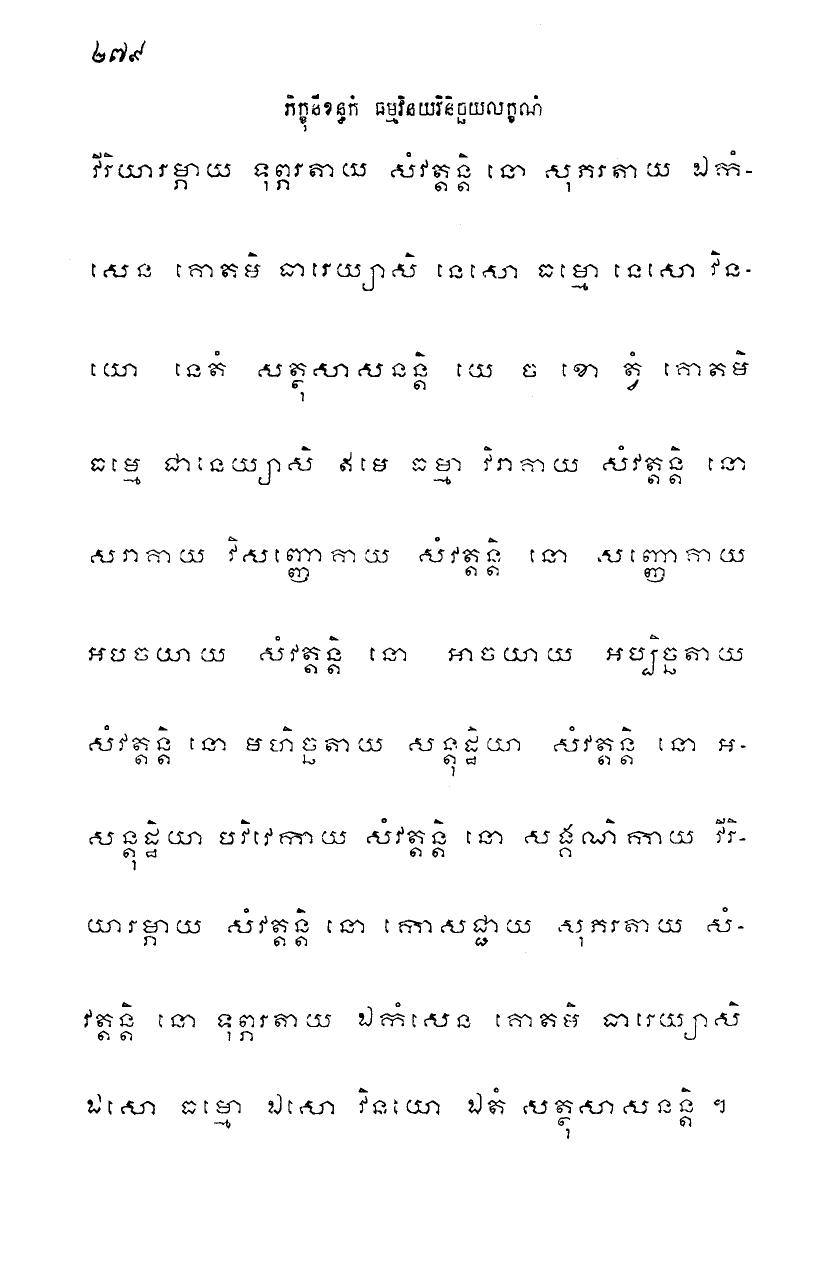 ២៧៩
ភិក្ខុនីខន្ធកំ ធម្មវិនយវិនិច្ឆយលក្ខណំ
វីរិយារម្ភាយ ទុព្ភរតាយ សំវត្តន្តិ នោ សុភរតាយ ឯកំ-
សេន គោតមិ ធារេយ្យាសិ នេសោ ធម្មោ នេសោ វិន-
យោ នេតំ សត្ថុសាសនន្តិ យេ ច ខោ ត្វំ គោតមិ
ធម្មេ ជានេយ្យាសិ ឥមេ ធម្មា វិរាគាយ សំវត្តន្តិ នោ
សរាគាយ វិសញ្ញោគាយ សំវត្តន្តិ នោ សញ្ញោគាយ
អបចយាយ សំវត្តន្តិ នោ អាចយាយ អប្បិច្ឆតាយ
សំវត្តន្តិ នោ មហិច្ឆតាយ សន្តុដ្ឋិយា សំវត្តន្តិ នោ អ-
សន្តុដ្ឋិយា បវិវេកាយ សំវត្តន្តិ នោ សង្គណិកាយ វីរិ-
យារម្ភាយ សំវត្តន្តិ នោ កោសជ្ជាយ សុភរតាយ សំ-
វត្តន្តិ នោ ទុព្ភរតាយ ឯកំសេន គោតមិ ធារេយ្យាសិ
ឯសោ ធម្មោ ឯសោ វិនយោ ឯតំ សត្ថុសាសនន្តិ ។